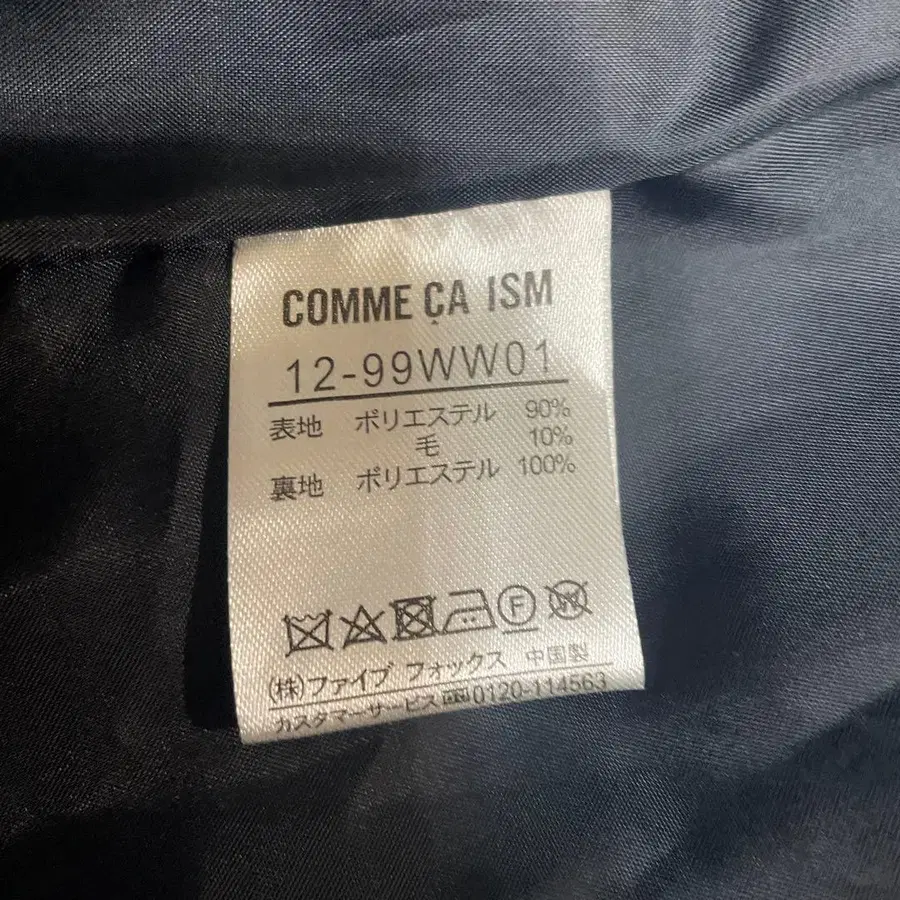 COMME ÇA ISM
12-99WW01
表地 ポリエステル 90%
毛 10%
裏地 ポリエステル 100%
F W
(株)ファイブ フォックス 中国製
カスタマーサービス 0120-114563